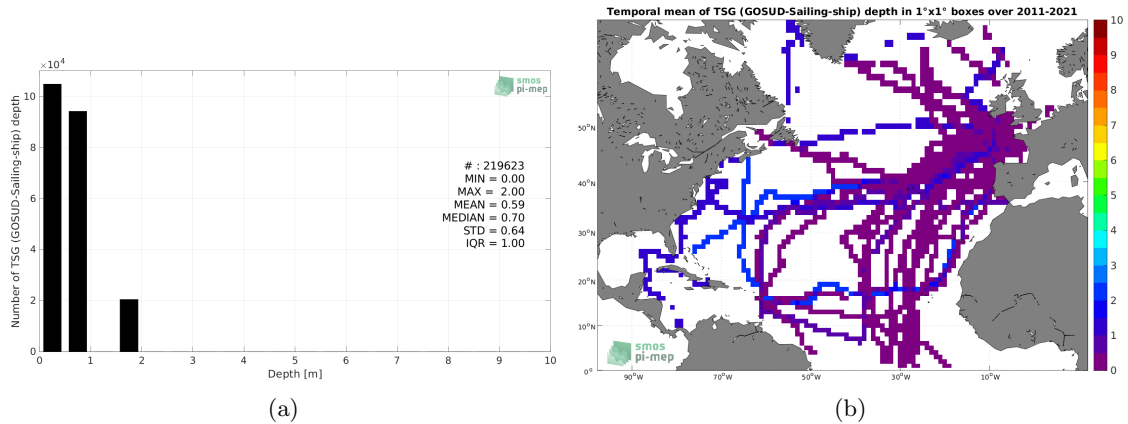 ×10⁴
10
8
6
4
2
0
Number of TSG (GOSUD-Sailing-ship) depth
smos
pi-mep
# : 219623
MIN = 0.00
MAX = 2.00
MEAN = 0.59
MEDIAN = 0.70
STD = 0.64
IQR = 1.00
0 1 2 3 4 5 6 7 8 9 10
Depth [m]
(a)
Temporal mean of TSG (GOSUD-Sailing-ship) depth in 1°x1° boxes over 2011-2021
50°N
40°N
30°N
20°N
10°N
0°
90°W 70°W 50°W 30°W 10°W
smos
pi-mep
10
9
8
7
6
5
4
3
2
1
0
(b)